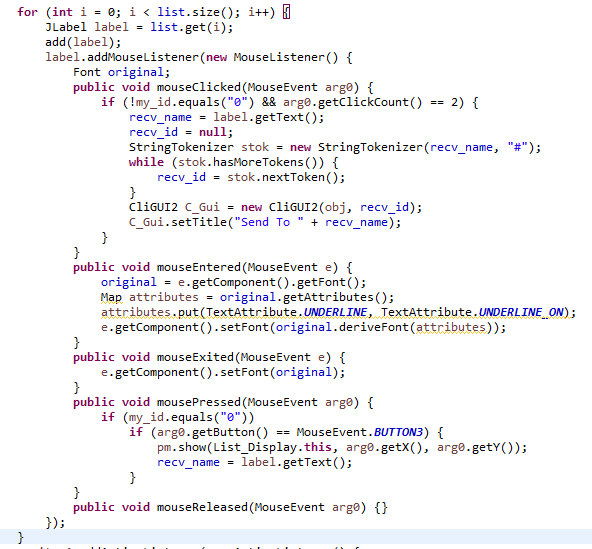 for (int i = 0; i < list.size(); i++) {
    JLabel label = list.get(i);
    add(label);
    label.addMouseListener(new MouseListener() {
        Font original;
        public void mouseClicked(MouseEvent arg0) {
            if (!my_id.equals("0") && arg0.getClickCount() == 2) {
                recv_name = label.getText();
                recv_id = null;
                StringTokenizer stok = new StringTokenizer(recv_name, "#");
                while (stok.hasMoreTokens()) {
                    recv_id = stok.nextToken();
                }
                CliGUI2 C_Gui = new CliGUI2(obj, recv_id);
                C_Gui.setTitle("Send To " + recv_name);
            }
        }
        public void mouseEntered(MouseEvent e) {
            original = e.getComponent().getFont();
            Map attributes = original.getAttributes();
            attributes.put(TextAttribute.UNDERLINE, TextAttribute.UNDERLINE_ON);
            e.getComponent().setFont(original.deriveFont(attributes));
        }
        public void mouseExited(MouseEvent e) {
            e.getComponent().setFont(original);
        }
        public void mousePressed(MouseEvent arg0) {
            if (my_id.equals("0"))
                if (arg0.getButton() == MouseEvent.BUTTON3) {
                    pm.show(List_Display.this, arg0.getX(), arg0.getY());
                    recv_name = label.getText();
                }
        }
        public void mouseReleased(MouseEvent arg0) {}
    });
}